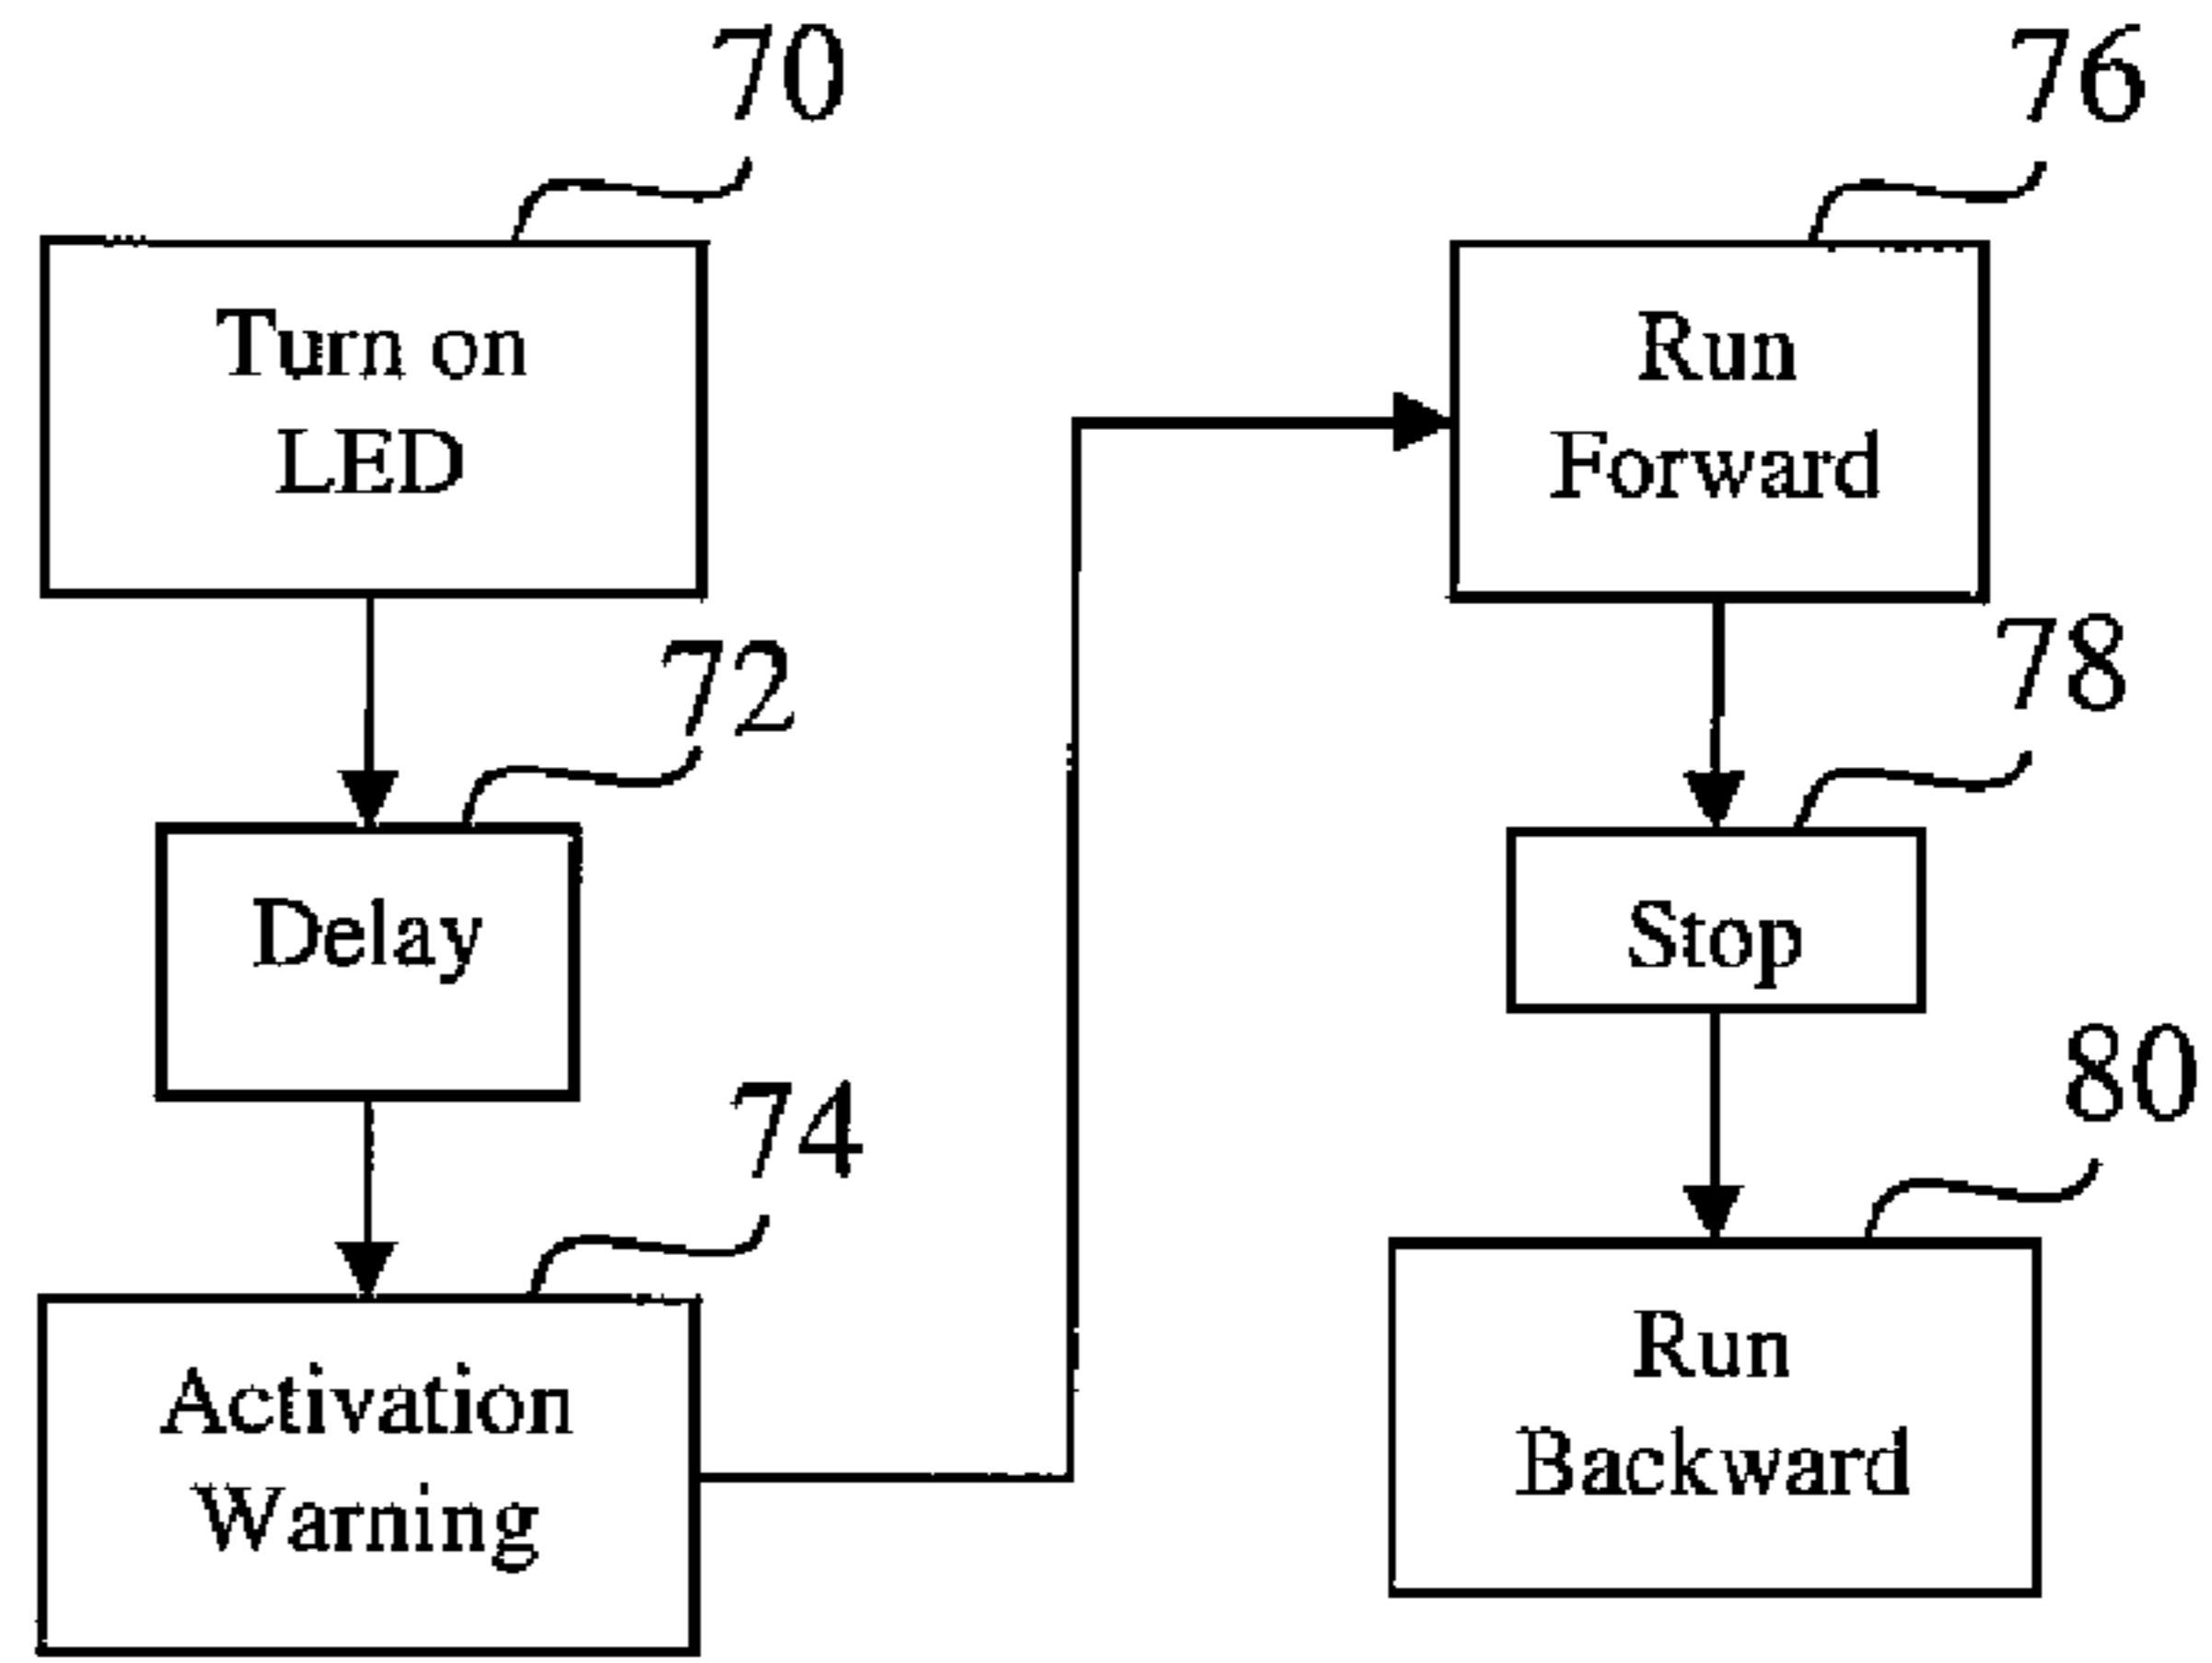 70
Turn on
LED
72
Delay
74
Activation
Warning
76
Run
Forward
78
Stop
80
Run
Backward